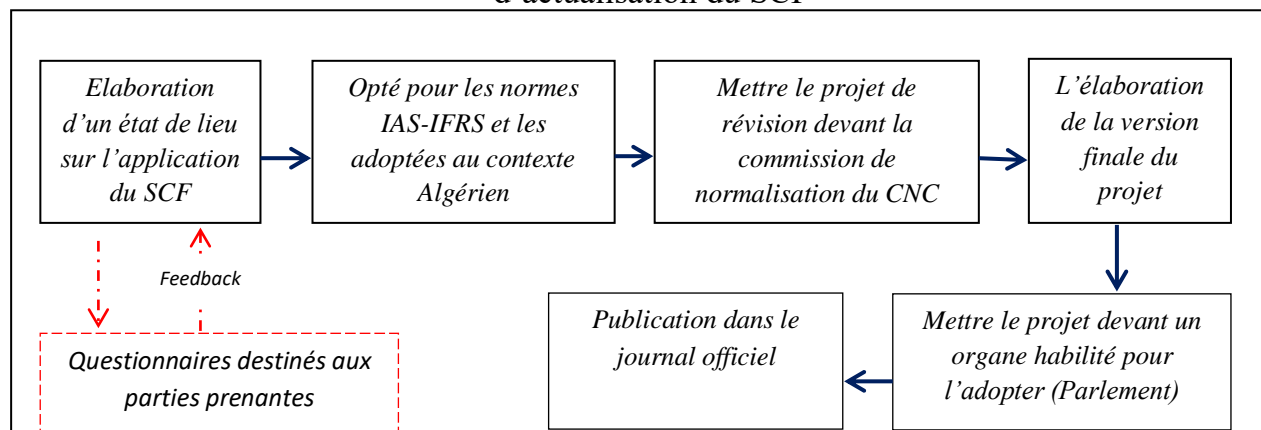 d'actualisation du SCF
Elaboration
d'un état de lieu
sur l'application
du SCF
Opté pour les normes
IAS-IFRS et les
adoptées au contexte
Algérien
Mettre le projet de
révision devant la
commission de
normalisation du CNC
L'élaboration
de la version
finale du
projet
Feedback
Questionnaires destinés aux
parties prenantes
Publication dans le
journal officiel
Mettre le projet devant un
organe habilité pour
l'adopter (Parlement)